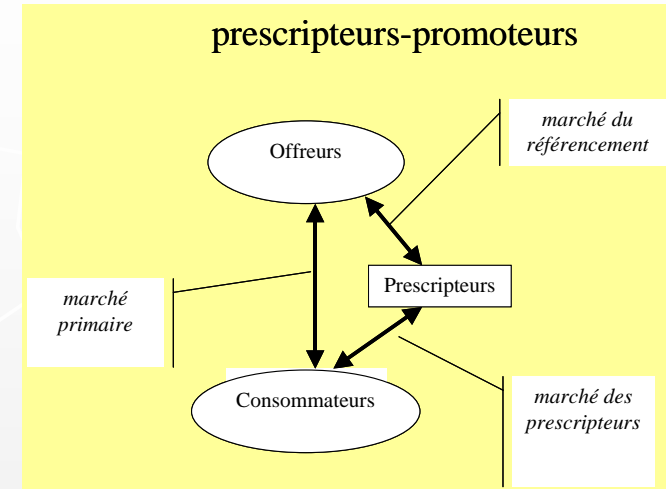 prescripteurs-promoteurs
marché du
référencement
Offreurs
Prescripteurs
marché
primaire
Consommateurs
marché des
prescripteurs